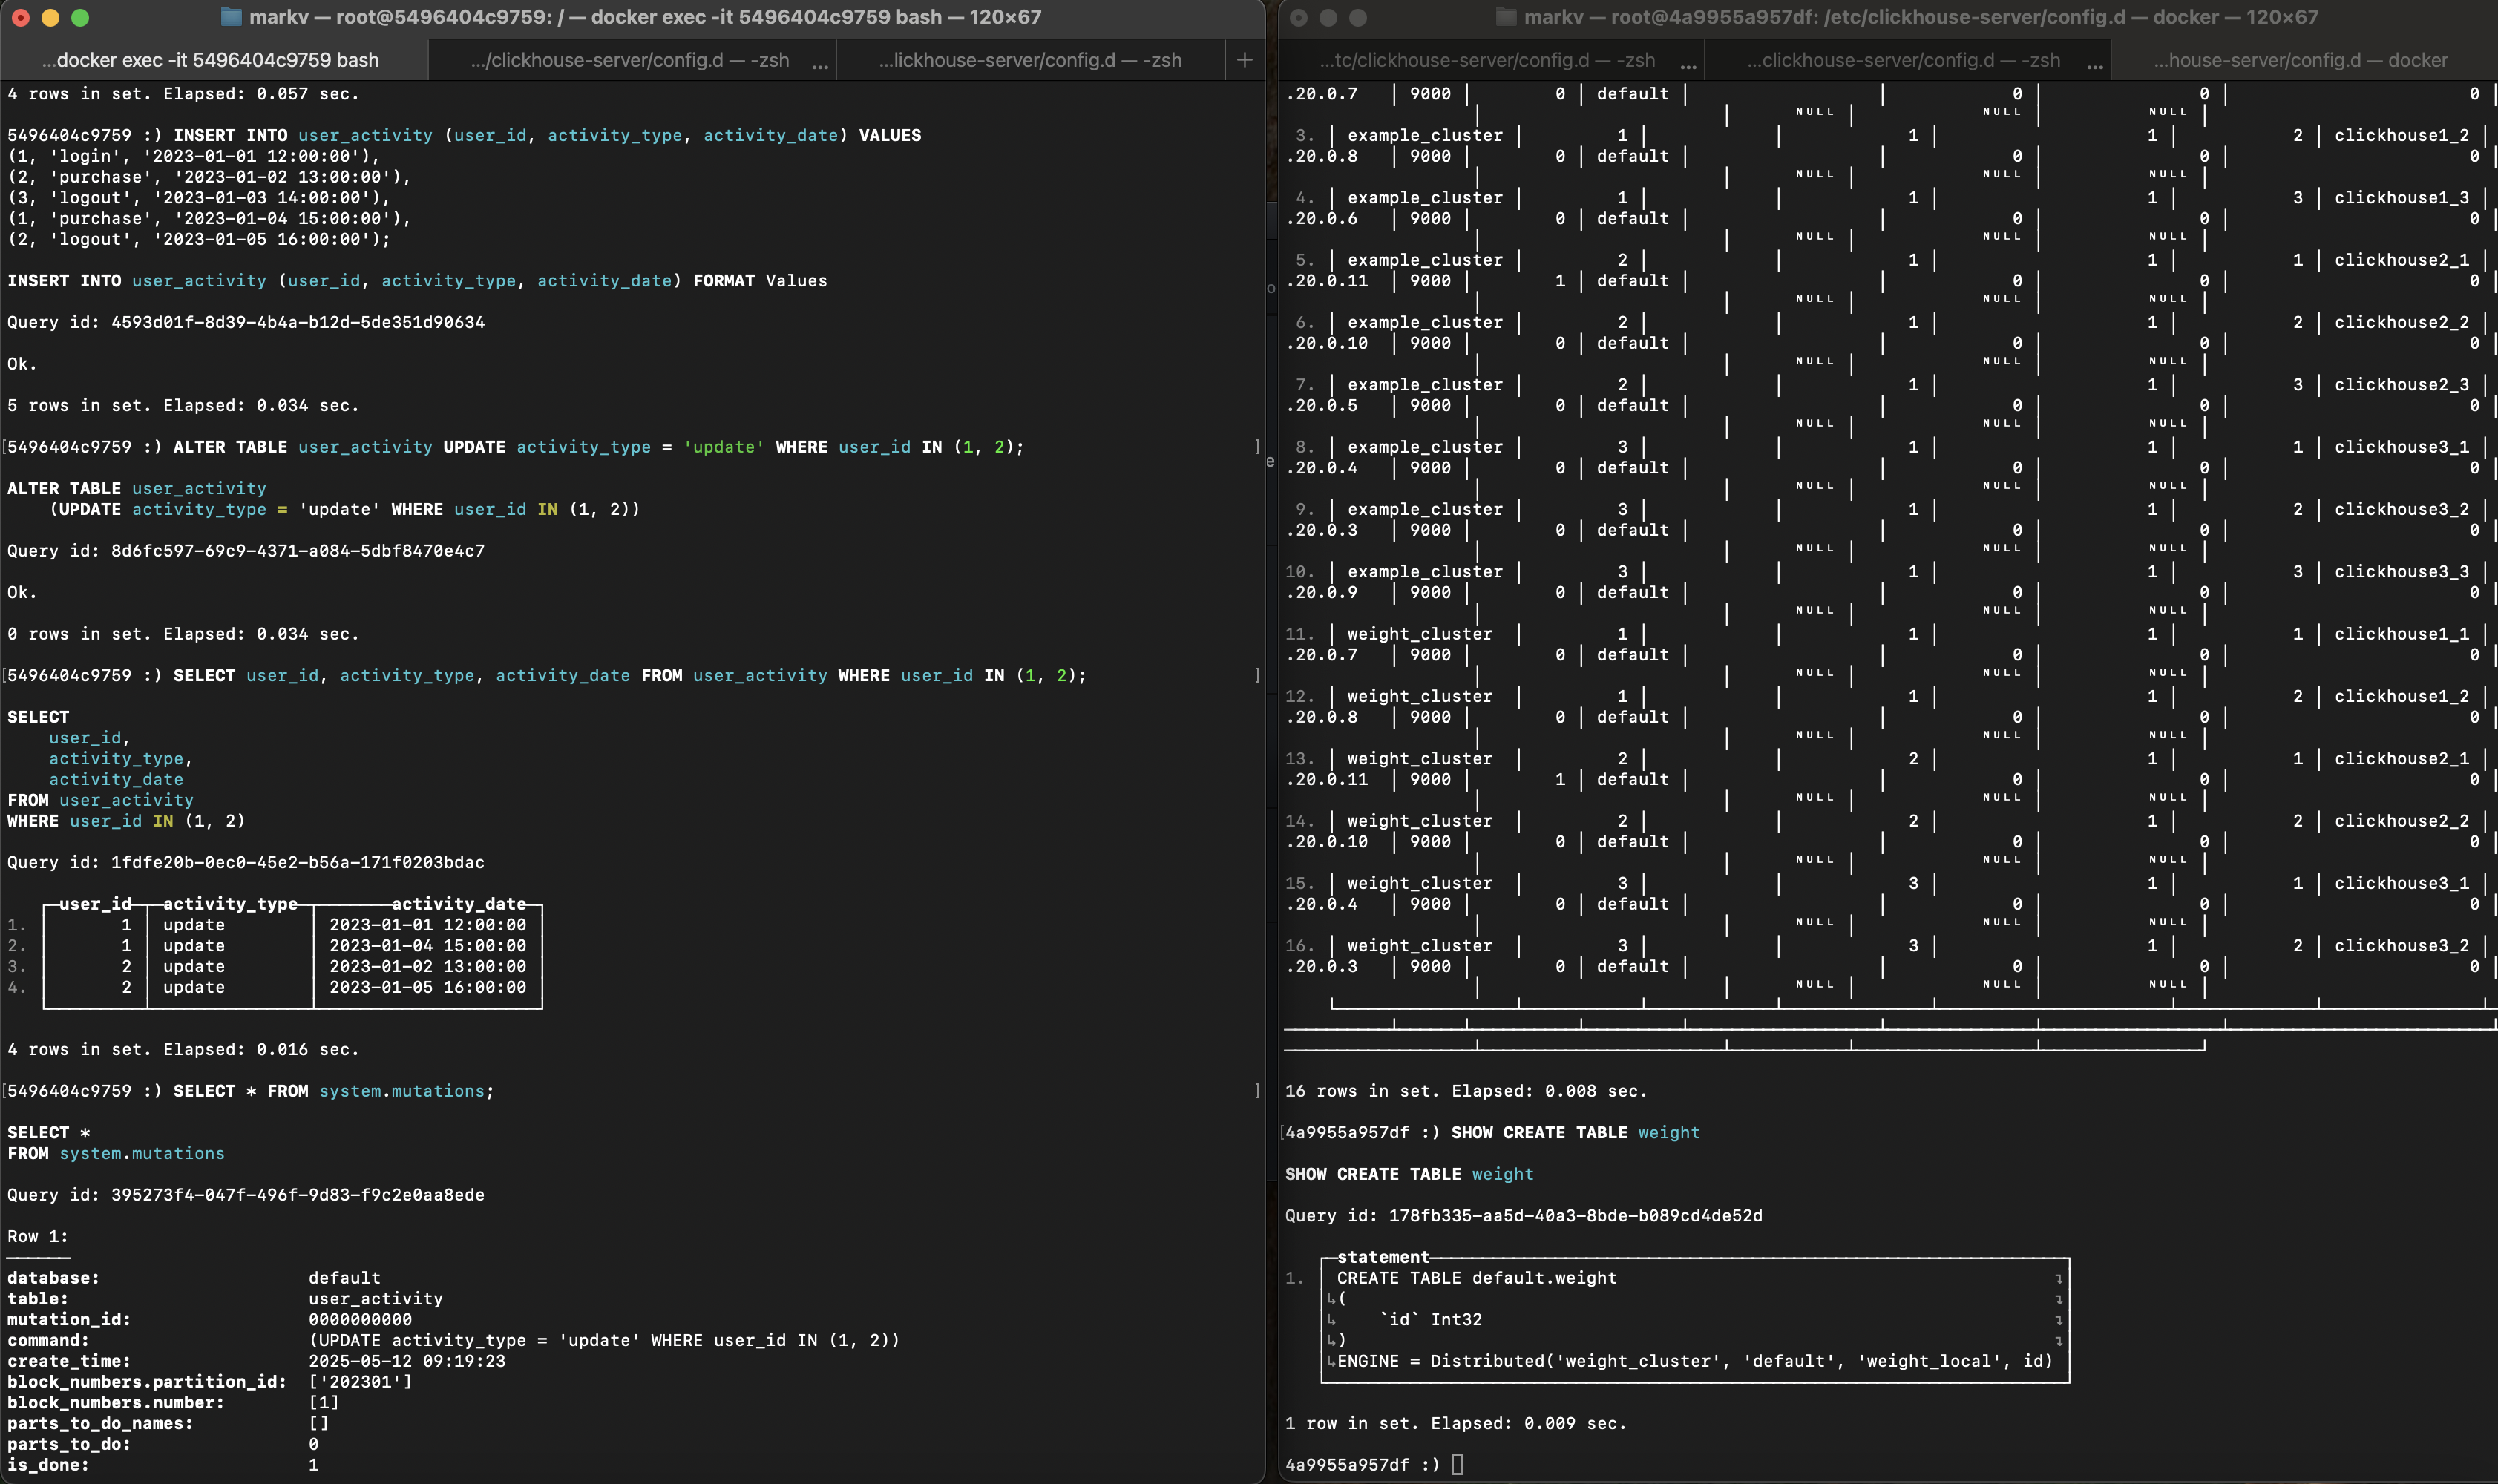 markv — root@5496404c9759: / — docker exec -it 5496404c9759 bash — 120×67
...docker exec -it 5496404c9759 bash
.../clickhouse-server/config.d — -zsh ...
...lickhouse-server/config.d — -zsh
+
4 rows in set. Elapsed: 0.057 sec.
5496404c9759 :) INSERT INTO user_activity (user_id, activity_type, activity_date) VALUES
(1, 'login', '2023-01-01 12:00:00'),
(2, 'purchase', '2023-01-02 13:00:00'),
(3, 'logout', '2023-01-03 14:00:00'),
(1, 'purchase', '2023-01-04 15:00:00'),
(2, 'logout', '2023-01-05 16:00:00');
INSERT INTO user_activity (user_id, activity_type, activity_date) FORMAT Values
Query id: 4593d01f-8d39-4b4a-b12d-5de351d90634
Ok.
5 rows in set. Elapsed: 0.034 sec.
[5496404c9759 :) ALTER TABLE user_activity UPDATE activity_type = 'update' WHERE user_id IN (1, 2); ]
ALTER TABLE user_activity
(UPDATE activity_type = 'update' WHERE user_id IN (1, 2))
Query id: 8d6fc597-69c9-4371-a084-5dbf8470e4c7
Ok.
0 rows in set. Elapsed: 0.034 sec.
[5496404c9759 :) SELECT user_id, activity_type, activity_date FROM user_activity WHERE user_id IN (1, 2); ]
SELECT
user_id,
activity_type,
activity_date
FROM user_activity
WHERE user_id IN (1, 2)
Query id: 1fdfe20b-0ec0-45e2-b56a-171f0203bdac
user_id activity_type activity_date
1. 1 update 2023-01-01 12:00:00
2. 1 update 2023-01-04 15:00:00
3. 2 update 2023-01-02 13:00:00
4. 2 update 2023-01-05 16:00:00
4 rows in set. Elapsed: 0.016 sec.
[5496404c9759 :) SELECT * FROM system.mutations; ]
SELECT *
FROM system.mutations
Query id: 395273f4-047f-496f-9d83-f9c2e0aa8ede
Row 1:
database: default
table: user_activity
mutation_id: 0000000000
command: (UPDATE activity_type = 'update' WHERE user_id IN (1, 2))
create_time: 2025-05-12 09:19:23
block_numbers.partition_id: ['202301']
block_numbers.number: [1]
parts_to_do_names: []
parts_to_do: 0
is_done: 1
o
e
markv — root@4a9955a957df: /etc/clickhouse-server/config.d — docker — 120×67
...tc/clickhouse-server/config.d — -zsh ...
...clickhouse-server/config.d — -zsh ...
...house-server/config.d — docker
.20.0.7 | 9000 | 0 | default | | 0 | 0 | 0
| | NULL | NULL | NULL |
3. | example_cluster | 1 | | 1 | 1 | 2 | clickhouse1_2 |
.20.0.8 | 9000 | 0 | default | | 0 | 0 | 0 |
| | NULL | NULL | NULL |
4. | example_cluster | 1 | | 1 | 1 | 3 | clickhouse1_3 |
.20.0.6 | 9000 | 0 | default | | 0 | 0 | 0 |
| | NULL | NULL | NULL |
5. | example_cluster | 2 | | 1 | 1 | 1 | clickhouse2_1 |
.20.0.11 | 9000 | 1 | default | | 0 | 0 | 0 |
| | NULL | NULL | NULL |
6. | example_cluster | 2 | | 1 | 1 | 2 | clickhouse2_2 |
.20.0.10 | 9000 | 0 | default | | 0 | 0 | 0 |
| | NULL | NULL | NULL |
7. | example_cluster | 2 | | 1 | 1 | 3 | clickhouse2_3 |
.20.0.5 | 9000 | 0 | default | | 0 | 0 | 0 |
| | NULL | NULL | NULL |
8. | example_cluster | 3 | | 1 | 1 | 1 | clickhouse3_1 |
.20.0.4 | 9000 | 0 | default | | 0 | 0 | 0 |
| | NULL | NULL | NULL |
9. | example_cluster | 3 | | 1 | 1 | 2 | clickhouse3_2 |
.20.0.3 | 9000 | 0 | default | | 0 | 0 | 0 |
| | NULL | NULL | NULL |
10. | example_cluster | 3 | | 1 | 1 | 3 | clickhouse3_3 |
.20.0.9 | 9000 | 0 | default | | 0 | 0 | 0 |
| | NULL | NULL | NULL |
11. | weight_cluster | 1 | | 1 | 1 | 1 | clickhouse1_1 |
.20.0.7 | 9000 | 0 | default | | 0 | 0 | 0 |
| | NULL | NULL | NULL |
12. | weight_cluster | 1 | | 1 | 1 | 2 | clickhouse1_2 |
.20.0.8 | 9000 | 0 | default | | 0 | 0 | 0 |
| | NULL | NULL | NULL |
13. | weight_cluster | 2 | | 2 | 1 | 1 | clickhouse2_1 |
.20.0.11 | 9000 | 1 | default | | 0 | 0 | 0 |
| | NULL | NULL | NULL |
14. | weight_cluster | 2 | | 2 | 1 | 2 | clickhouse2_2 |
.20.0.10 | 9000 | 0 | default | | 0 | 0 | 0 |
| | NULL | NULL | NULL |
15. | weight_cluster | 3 | | 3 | 1 | 1 | clickhouse3_1 |
.20.0.4 | 9000 | 0 | default | | 0 | 0 | 0 |
| | NULL | NULL | NULL |
16. | weight_cluster | 3 | | 3 | 1 | 2 | clickhouse3_2 |
.20.0.3 | 9000 | 0 | default | | 0 | 0 | 0 |
| | NULL | NULL | NULL |
16 rows in set. Elapsed: 0.008 sec.
[4a9955a957df :) SHOW CREATE TABLE weight
SHOW CREATE TABLE weight
Query id: 178fb335-aa5d-40a3-8bde-b089cd4de52d
statement
1. CREATE TABLE default.weight ↴
↳( ↴
↳ `id` Int32 ↴
↳) ↴
↳ENGINE = Distributed('weight_cluster', 'default', 'weight_local', id)
1 row in set. Elapsed: 0.009 sec.
4a9955a957df :)